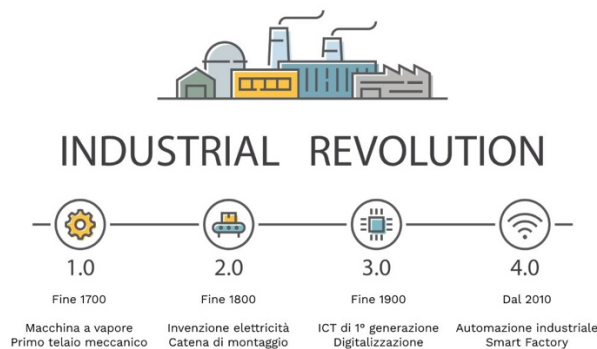 INDUSTRIAL REVOLUTION
1.0
2.0
3.0
4.0
Fine 1700
Fine 1800
Fine 1900
Dal 2010
Macchina a vapore
Primo telaio meccanico
Invenzione elettricità
Catena di montaggio
ICT di 1° generazione
Digitalizzazione
Automazione industriale
Smart Factory